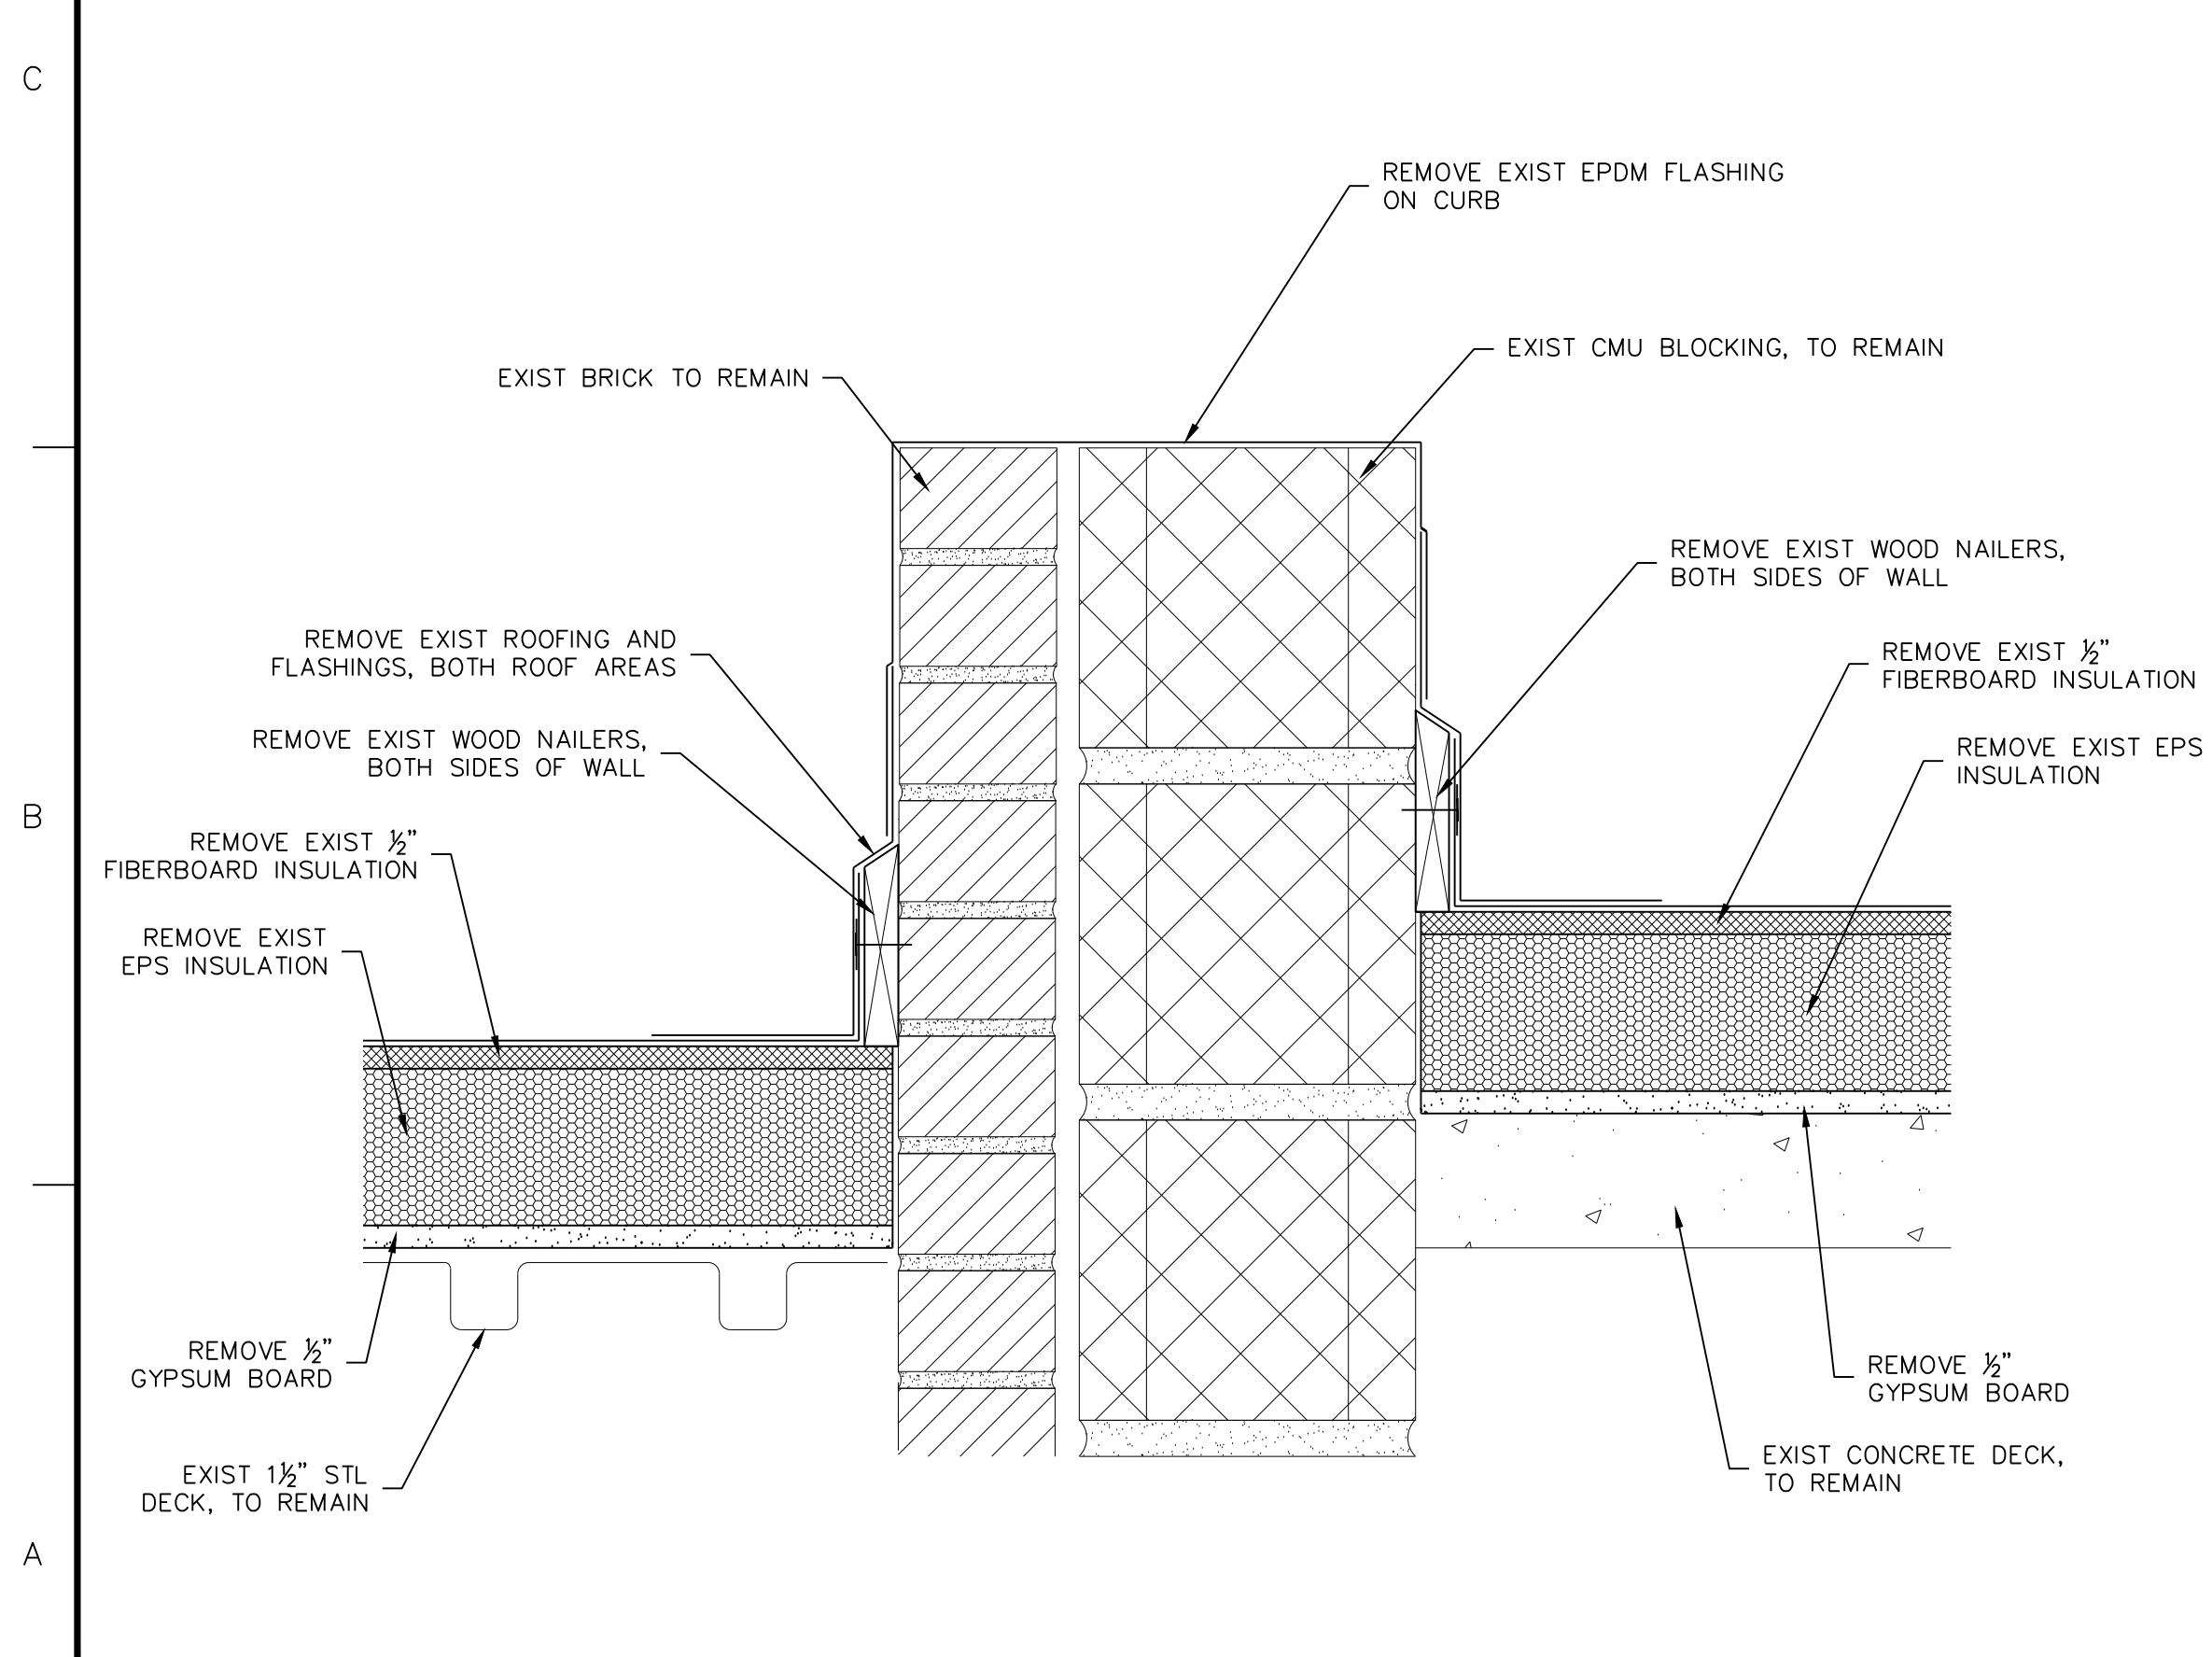 C
REMOVE EXIST EPDM FLASHING
ON CURB
EXIST CMU BLOCKING, TO REMAIN
EXIST BRICK TO REMAIN
REMOVE EXIST WOOD NAILERS,
BOTH SIDES OF WALL
REMOVE EXIST ROOFING AND
FLASHINGS, BOTH ROOF AREAS
REMOVE EXIST ½"
FIBERBOARD INSULATION
REMOVE EXIST WOOD NAILERS,
BOTH SIDES OF WALL
REMOVE EXIST EPS
INSULATION
B
REMOVE EXIST ½"
FIBERBOARD INSULATION
REMOVE EXIST
EPS INSULATION
REMOVE ½"
GYPSUM BOARD
REMOVE ½"
GYPSUM BOARD
EXIST CONCRETE DECK,
TO REMAIN
EXIST 1½" STL
DECK, TO REMAIN
A